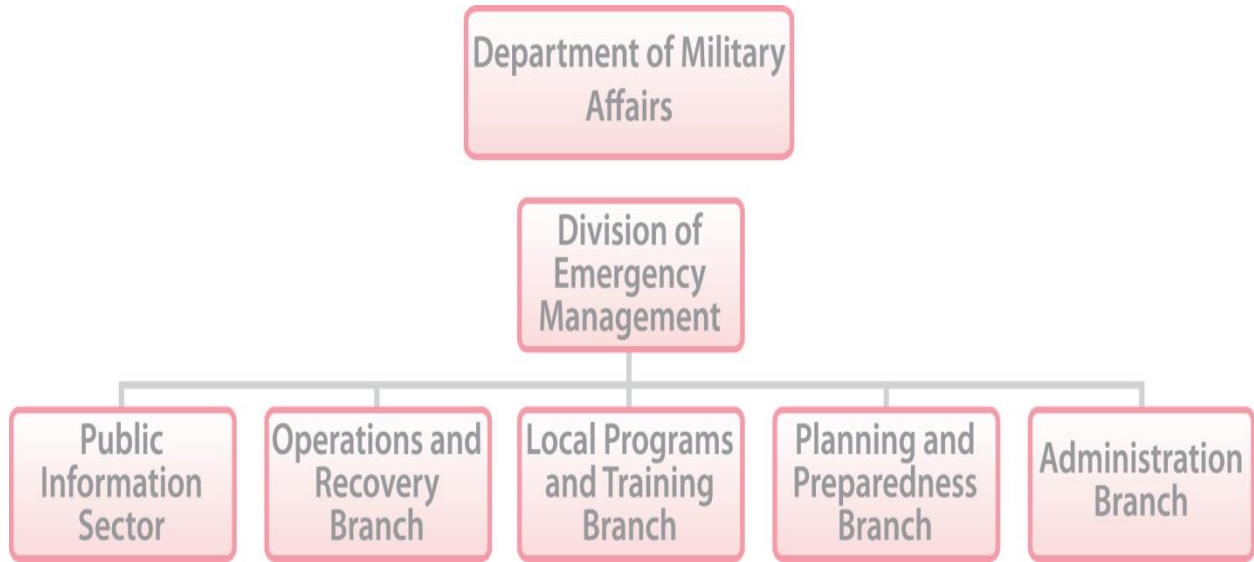 Department of Military
Affairs
Division of
Emergency
Management
Public
Information
Sector
Operations and
Recovery
Branch
Local Programs
and Training
Branch
Planning and
Preparedness
Branch
Administration
Branch